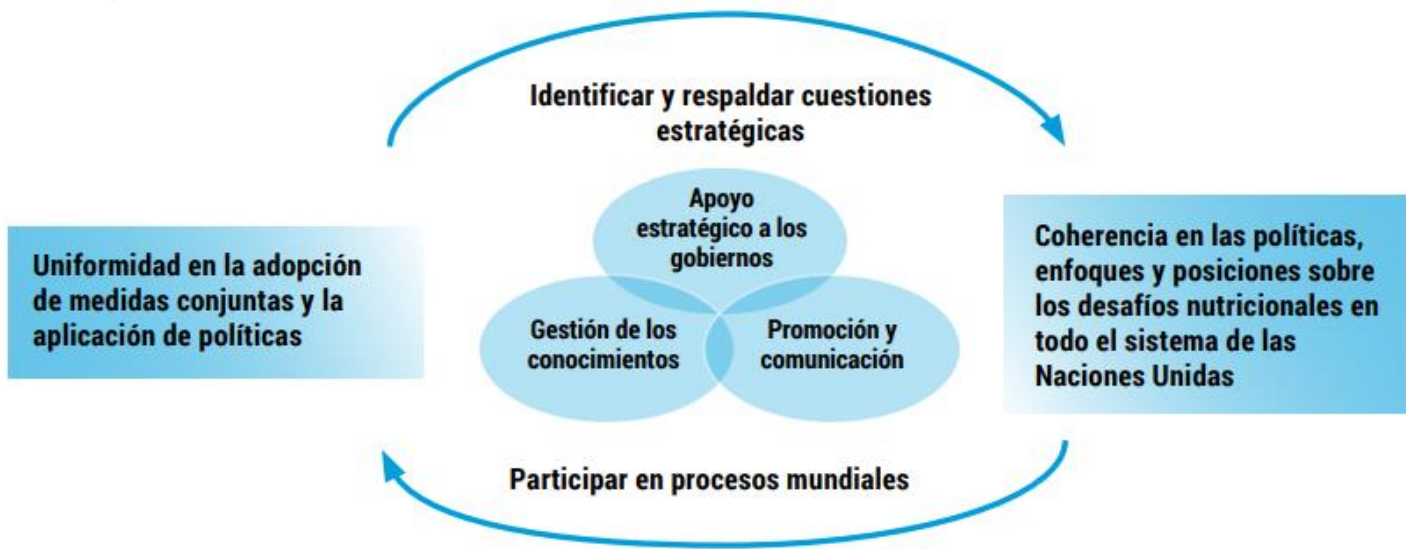 Identificar y respaldar cuestiones
estratégicas
Apoyo
estratégico a los
gobiernos
Uniformidad en la adopción
de medidas conjuntas y la
aplicación de políticas
Gestión de los
conocimientos
Promoción y
comunicación
Coherencia en las políticas,
enfoques y posiciones sobre
los desafíos nutricionales en
todo el sistema de las
Naciones Unidas
Participar en procesos mundiales